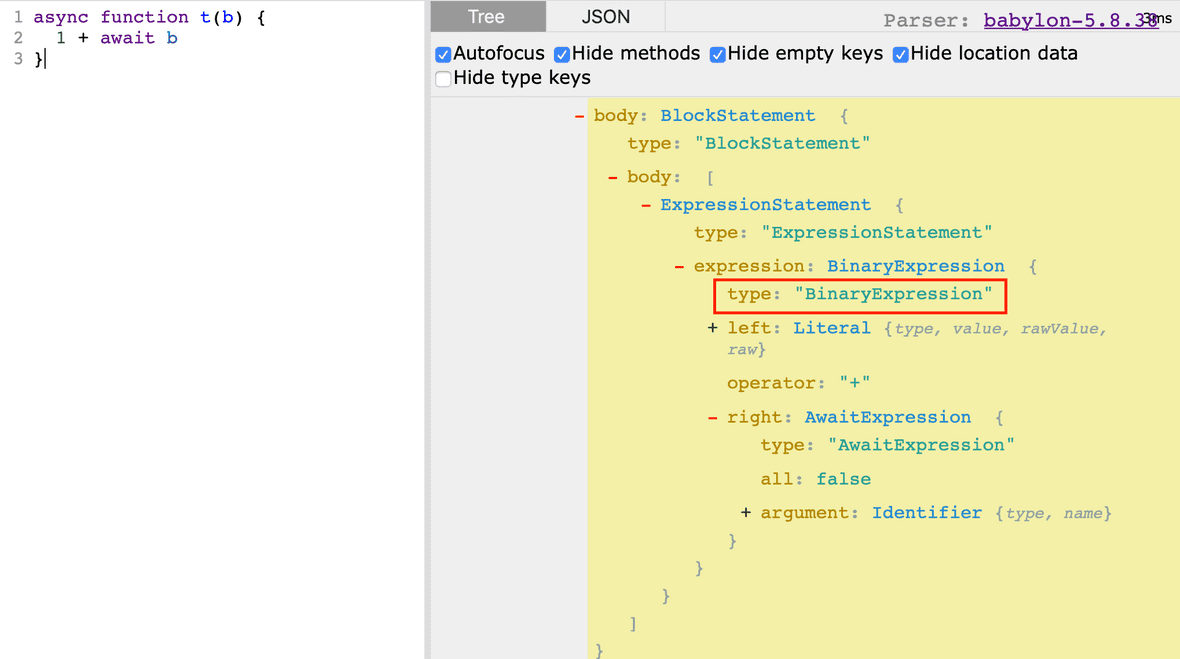 1 async function t(b) {
2 1 + await b
3 }
Tree JSON Parser: babylon-5.8.38 3ms
Autofocus Hide methods Hide empty keys Hide location data
Hide type keys
- body: BlockStatement {
type: "BlockStatement"
- body: [
- ExpressionStatement {
type: "ExpressionStatement"
- expression: BinaryExpression {
type: "BinaryExpression"
+ left: Literal {type, value, rawValue,
raw}
operator: "+"
- right: AwaitExpression {
type: "AwaitExpression"
all: false
+ argument: Identifier {type, name}
}
}
}
]
}